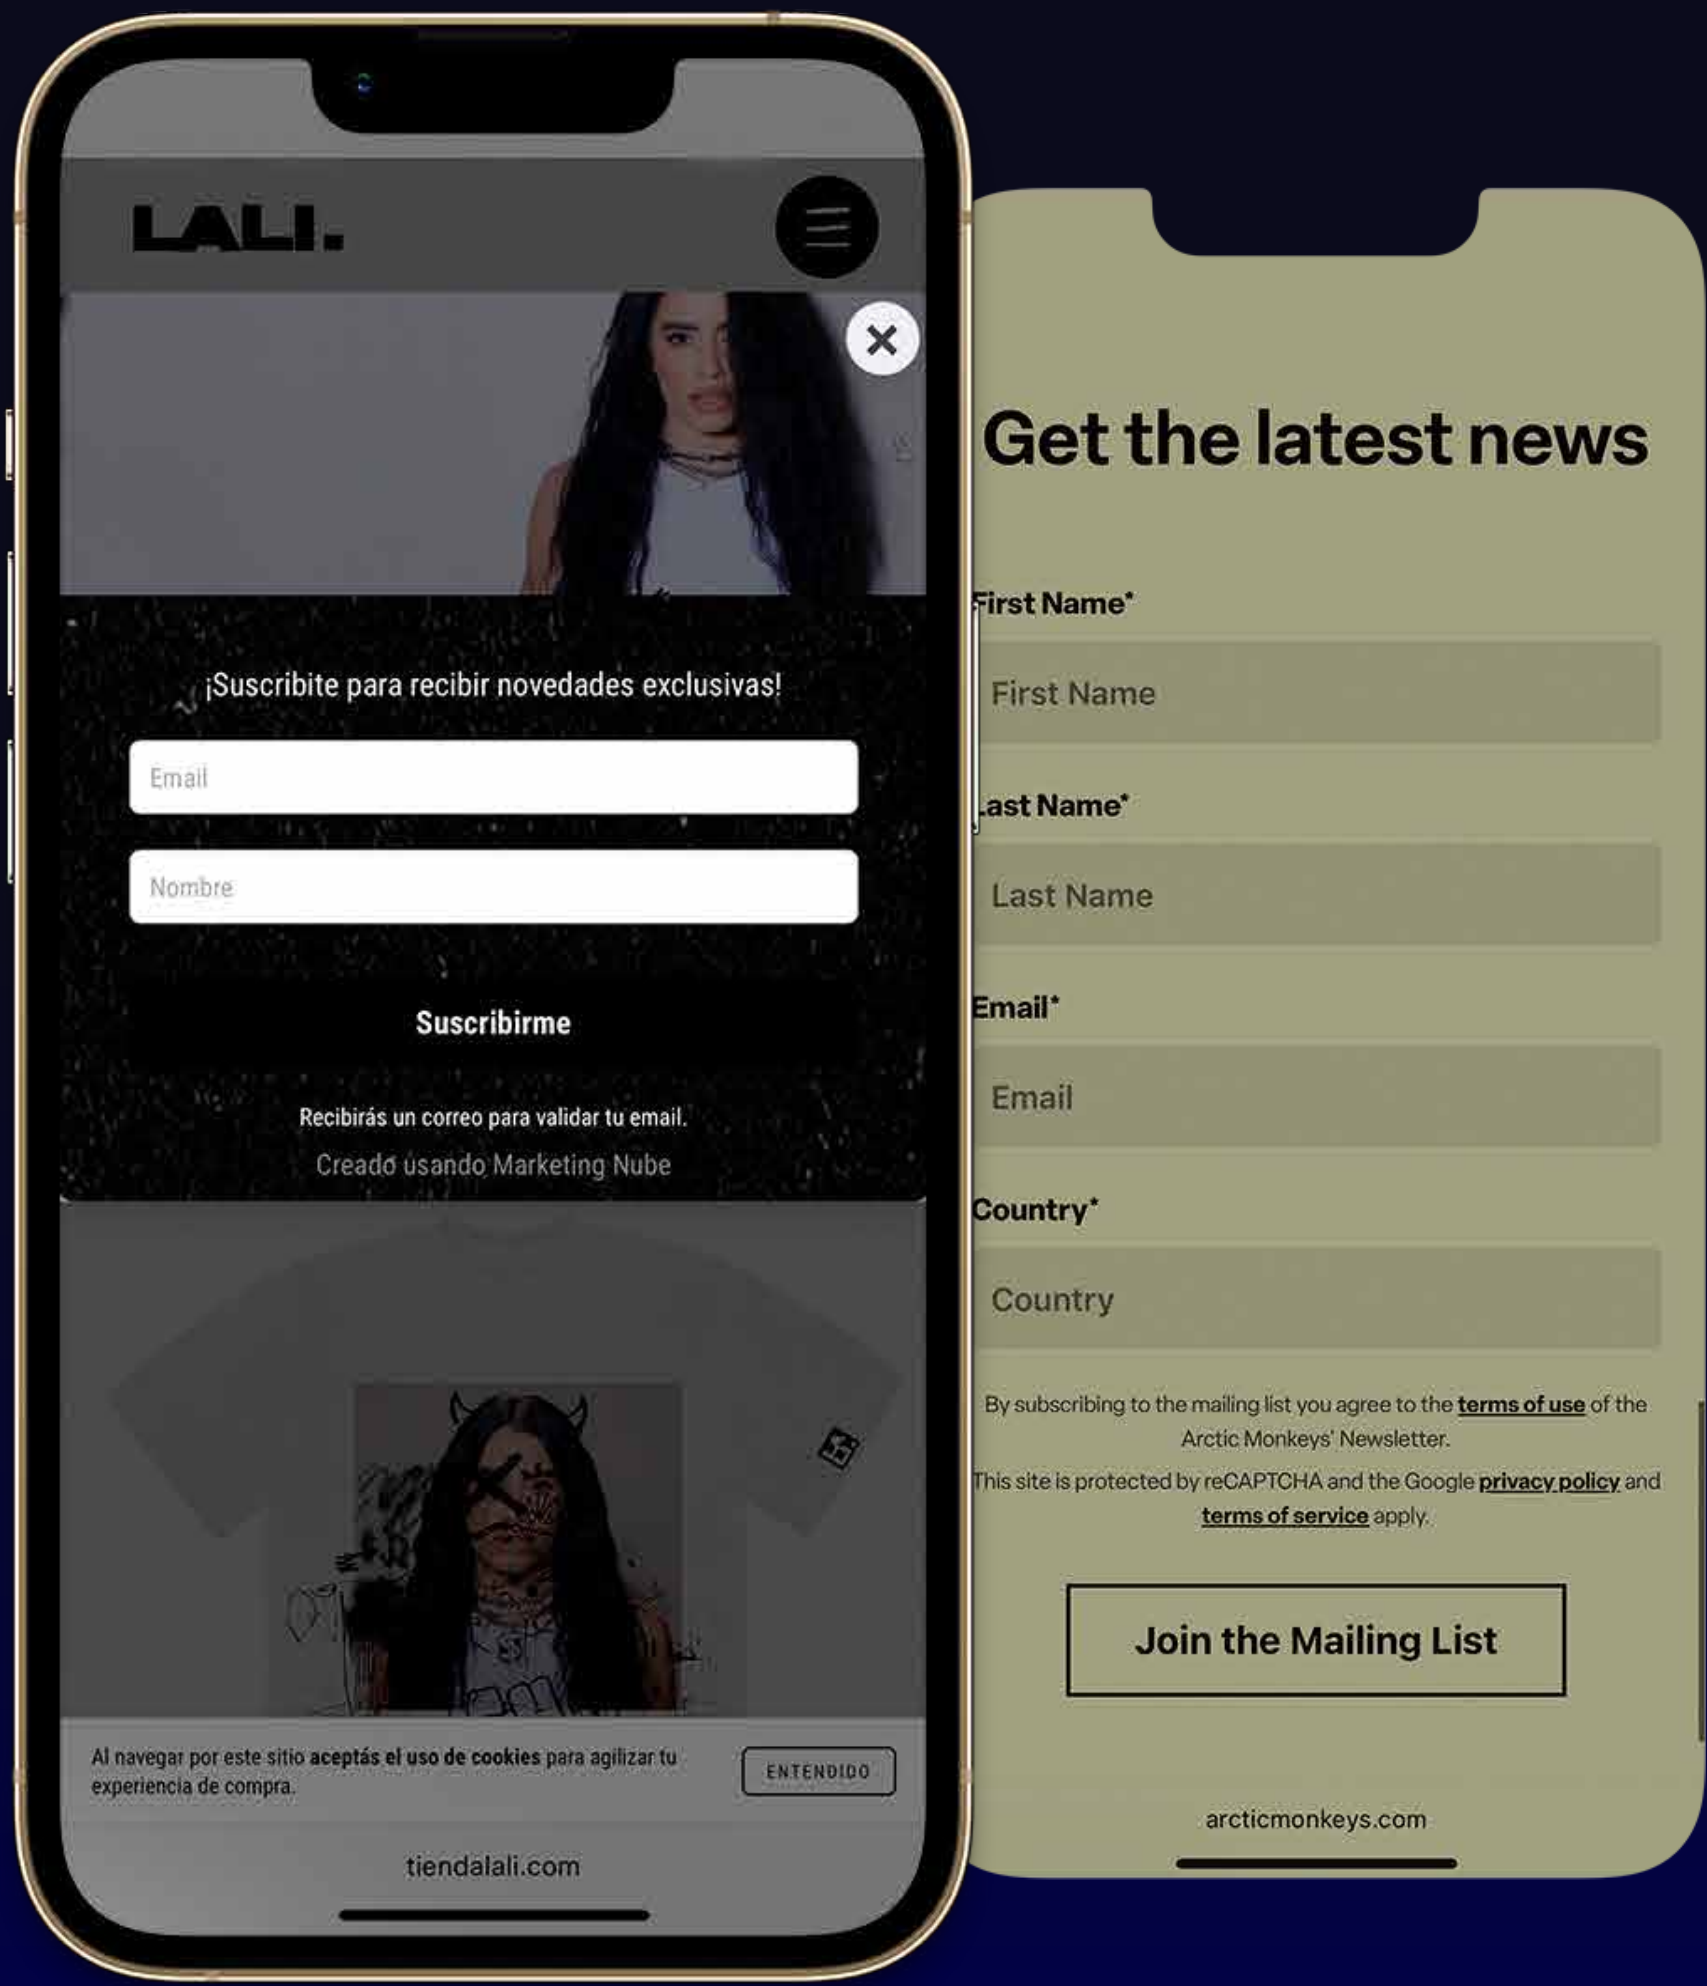 LALI.
¡Suscribite para recibir novedades exclusivas!
Email
Nombre
Suscribirme
Recibirás un correo para validar tu email.
Creado usando Marketing Nube
Al navegar por este sitio aceptás el uso de cookies para agilizar tu
experiencia de compra.
ENTENDIDO
tiendalali.com
Get the latest news
First Name*
First Name
Last Name*
Last Name
Email*
Email
Country*
Country
By subscribing to the mailing list you agree to the terms of use of the
Arctic Monkeys' Newsletter.
This site is protected by reCAPTCHA and the Google privacy policy and
terms of service apply.
Join the Mailing List
arcticmonkeys.com